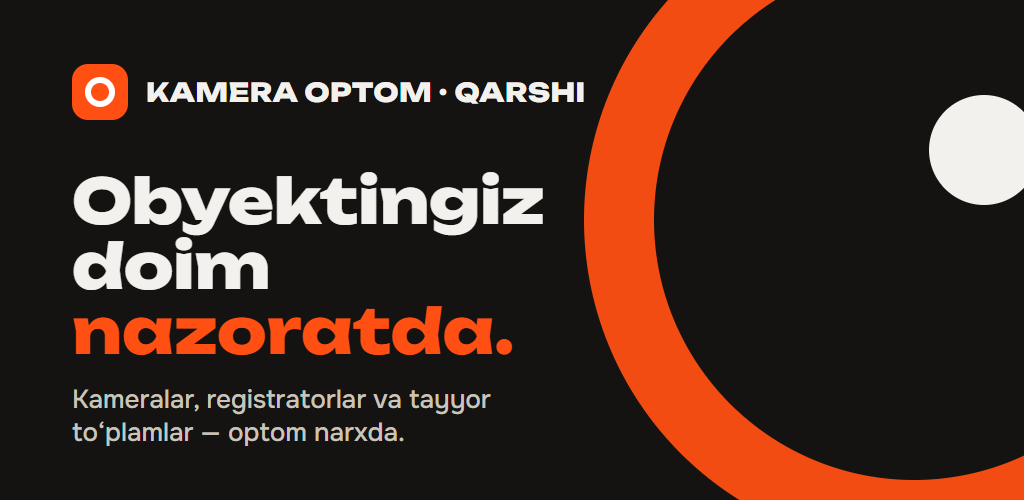 KAMERA OPTOM · QARSHI
Obyektingiz
doim
nazoratda.
Kameralar, registratorlar va tayyor
to‘plamlar — optom narxda.